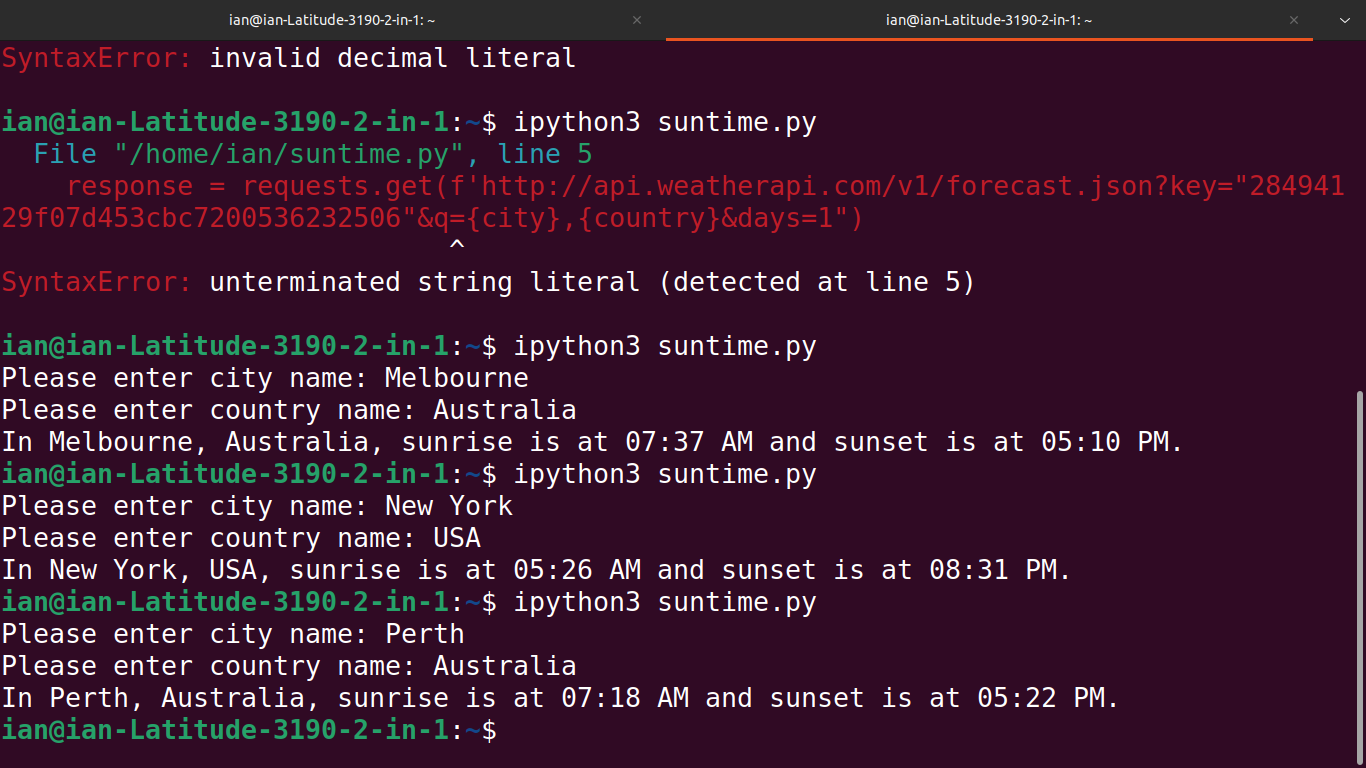 ian@ian-Latitude-3190-2-in-1: ~ × ian@ian-Latitude-3190-2-in-1: ~ ×
SyntaxError: invalid decimal literal
ian@ian-Latitude-3190-2-in-1:~$ ipython3 suntime.py
File "/home/ian/suntime.py", line 5
response = requests.get(f'http://api.weatherapi.com/v1/forecast.json?key="284941
29f07d453cbc7200536232506"&q={city},{country}&days=1")
^
SyntaxError: unterminated string literal (detected at line 5)
ian@ian-Latitude-3190-2-in-1:~$ ipython3 suntime.py
Please enter city name: Melbourne
Please enter country name: Australia
In Melbourne, Australia, sunrise is at 07:37 AM and sunset is at 05:10 PM.
ian@ian-Latitude-3190-2-in-1:~$ ipython3 suntime.py
Please enter city name: New York
Please enter country name: USA
In New York, USA, sunrise is at 05:26 AM and sunset is at 08:31 PM.
ian@ian-Latitude-3190-2-in-1:~$ ipython3 suntime.py
Please enter city name: Perth
Please enter country name: Australia
In Perth, Australia, sunrise is at 07:18 AM and sunset is at 05:22 PM.
ian@ian-Latitude-3190-2-in-1:~$